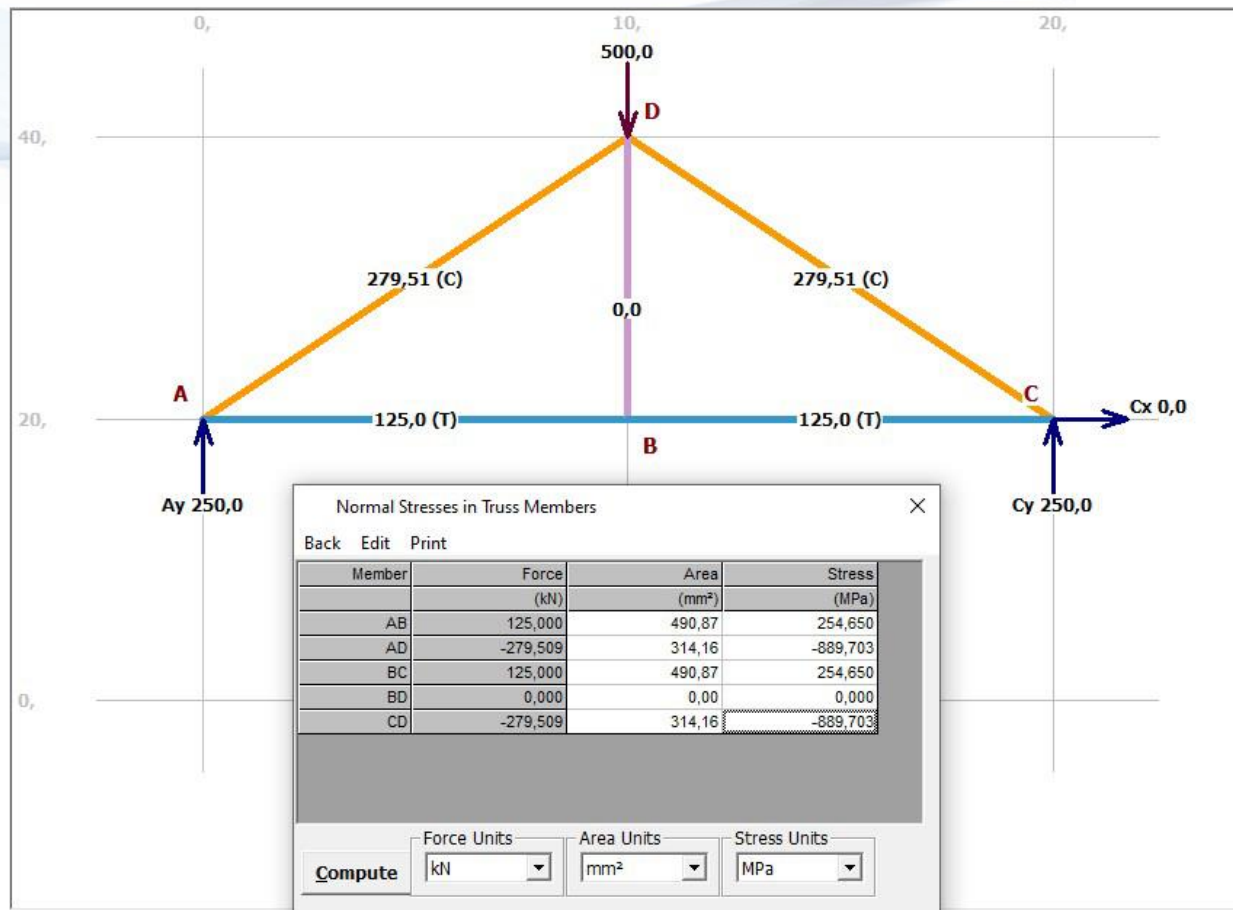 0, 10, 20,
500,0
D
40,
279,51 (C) 279,51 (C)
0,0
A C
Cx 0,0
20,
125,0 (T) 125,0 (T)
B
Ay 250,0 Cy 250,0
0,
Normal Stresses in Truss Members
Back Edit Print
Member Force Area Stress
(kN) (mm²) (MPa)
AB 125,000 490,87 254,650
AD -279,509 314,16 -889,703
BC 125,000 490,87 254,650
BD 0,000 0,00 0,000
CD -279,509 314,16 -889,703
Force Units Area Units Stress Units
Compute kN mm² MPa